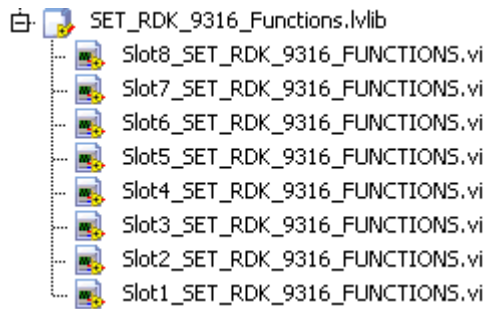 SET_RDK_9316_Functions.lvlib
Slot8_SET_RDK_9316_FUNCTIONS.vi
Slot7_SET_RDK_9316_FUNCTIONS.vi
Slot6_SET_RDK_9316_FUNCTIONS.vi
Slot5_SET_RDK_9316_FUNCTIONS.vi
Slot4_SET_RDK_9316_FUNCTIONS.vi
Slot3_SET_RDK_9316_FUNCTIONS.vi
Slot2_SET_RDK_9316_FUNCTIONS.vi
Slot1_SET_RDK_9316_FUNCTIONS.vi